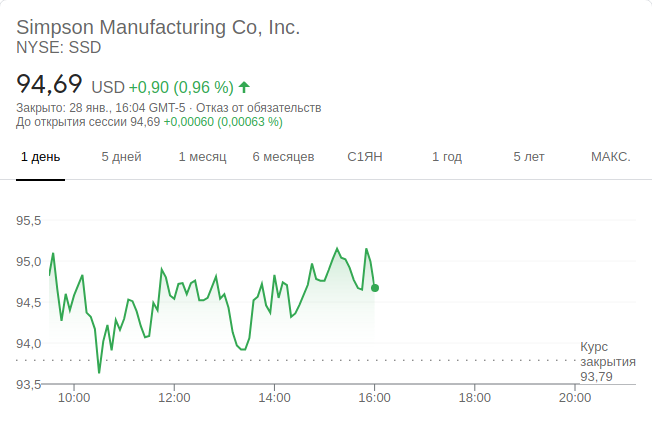 Simpson Manufacturing Co, Inc.
NYSE: SSD
94,69 USD +0,90 (0,96 %)
Закрыто: 28 янв., 16:04 GMT-5 · Отказ от обязательств
До открытия сессии 94,69 +0,00060 (0,00063 %)
1 день 5 дней 1 месяц 6 месяцев С1ЯН 1 год 5 лет МАКС.
95,5
95,0
94,5
94,0
93,5
Курс
закрытия
93,79
10:00 12:00 14:00 16:00 18:00 20:00